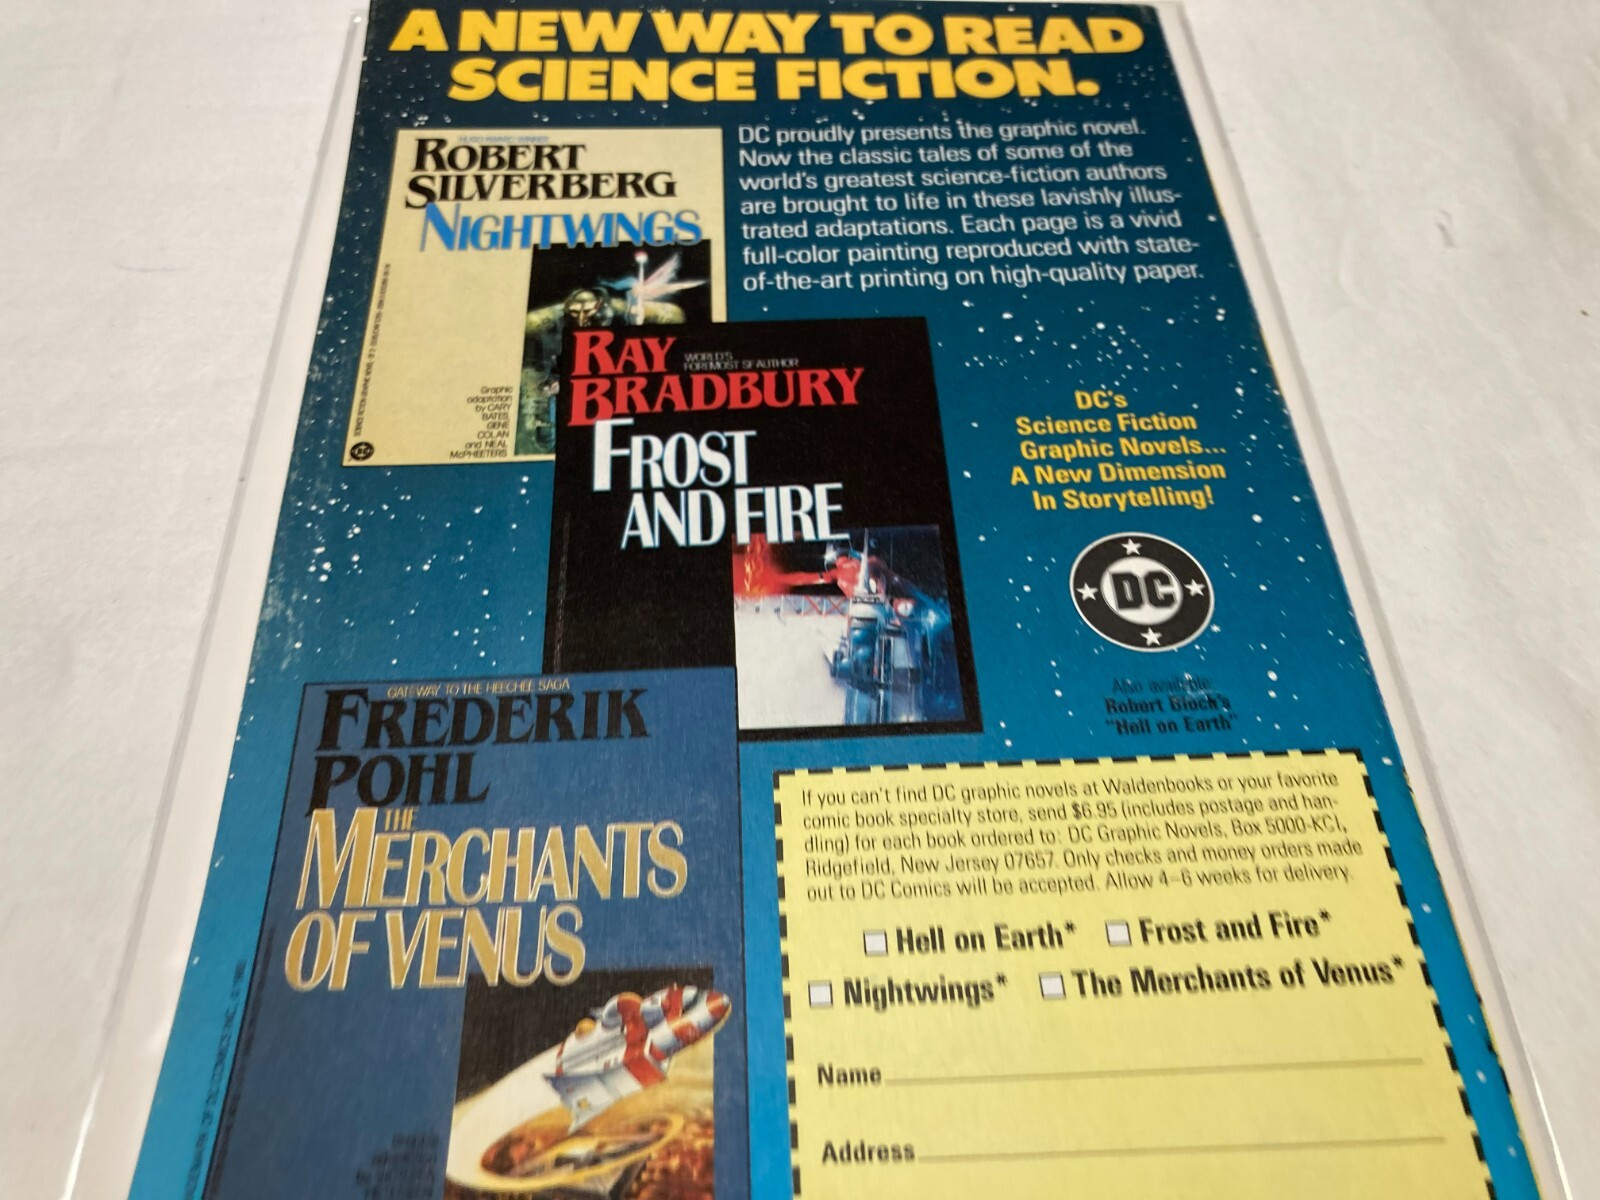 A NEW WAY TO READ
SCIENCE FICTION.
ROBERT
SILVERBERG
NIGHTWINGS
Graphic
adaptation
by CARY
BATES,
GENE
COLAN
and NEAL
McPHEETERS
DC proudly presents the graphic novel.
Now the classic tales of some of the
world's greatest science-fiction authors
are brought to life in these lavishly illus-
trated adaptations. Each page is a vivid
full-color painting reproduced with state-
of-the-art printing on high-quality paper.
RAY
WORLD'S
FOREMOST SF AUTHOR
BRADBURY
FROST
AND FIRE
DC's
Science Fiction
Graphic Novels...
A New Dimension
In Storytelling!
DC
Also available:
Robert Bloch's
"Hell on Earth"
GATEWAY TO THE HEECHEE SAGA
FREDERIK
POHL
THE
MERCHANTS
OF VENUS
If you can't find DC graphic novels at Waldenbooks or your favorite
comic book specialty store, send $6.95 (includes postage and han-
dling) for each book ordered to: DC Graphic Novels, Box 5000-KCI,
Ridgefield, New Jersey 07657. Only checks and money orders made
out to DC Comics will be accepted. Allow 4–6 weeks for delivery.
Hell on Earth* Frost and Fire*
Nightwings* The Merchants of Venus*
Name
Address